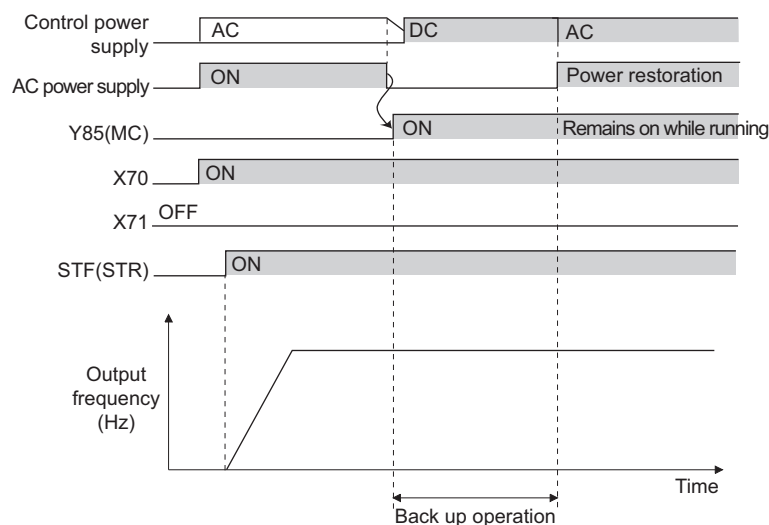 Control power
supply
AC
DC
AC
AC power supply
ON
Power restoration
Y85(MC)
ON
Remains on while running
X70
ON
X71
OFF
STF(STR)
ON
Output
frequency
(Hz)
Time
Back up operation